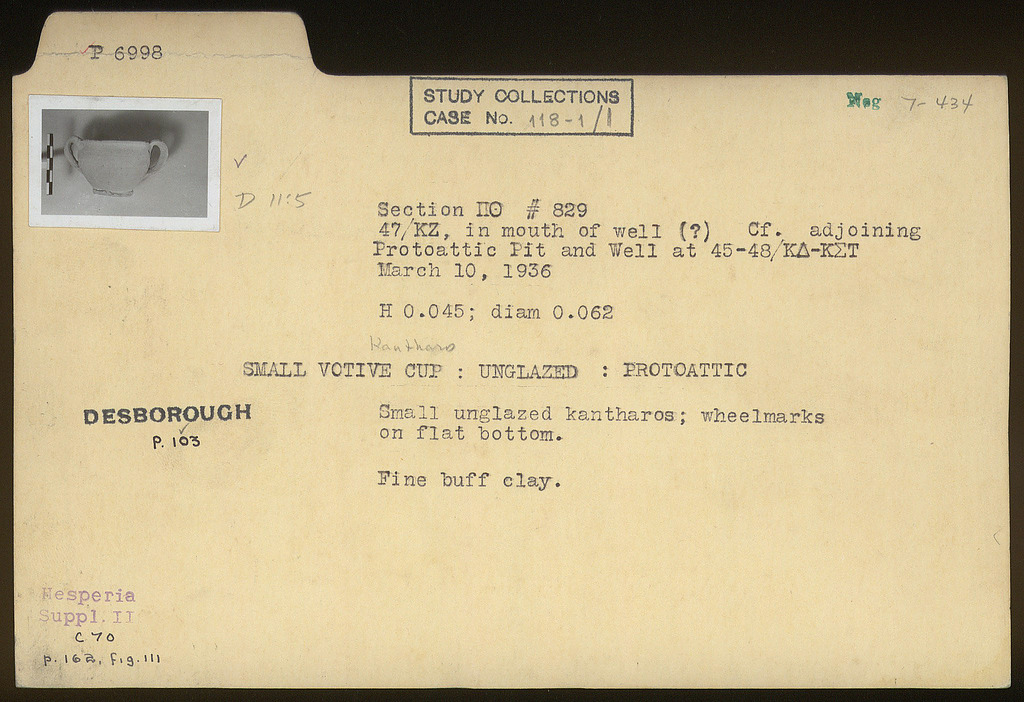 P 6998
STUDY COLLECTIONS
CASE No. 118-1/1
Neg 7-434
✓
D 11:5
Section ΠΘ # 829
47/ΚΖ, in mouth of well (?) Cf. adjoining
Protoattic Pit and Well at 45-48/ΚΔ-ΚΣΤ
March 10, 1936
H 0.045; diam 0.062
Kantharos
SMALL VOTIVE CUP : UNGLAZED : PROTOATTIC
DESBOROUGH
P. 103
Small unglazed kantharos; wheelmarks
on flat bottom.
Fine buff clay.
Hesperia
Suppl. II
C 70
p. 162, fig. 111